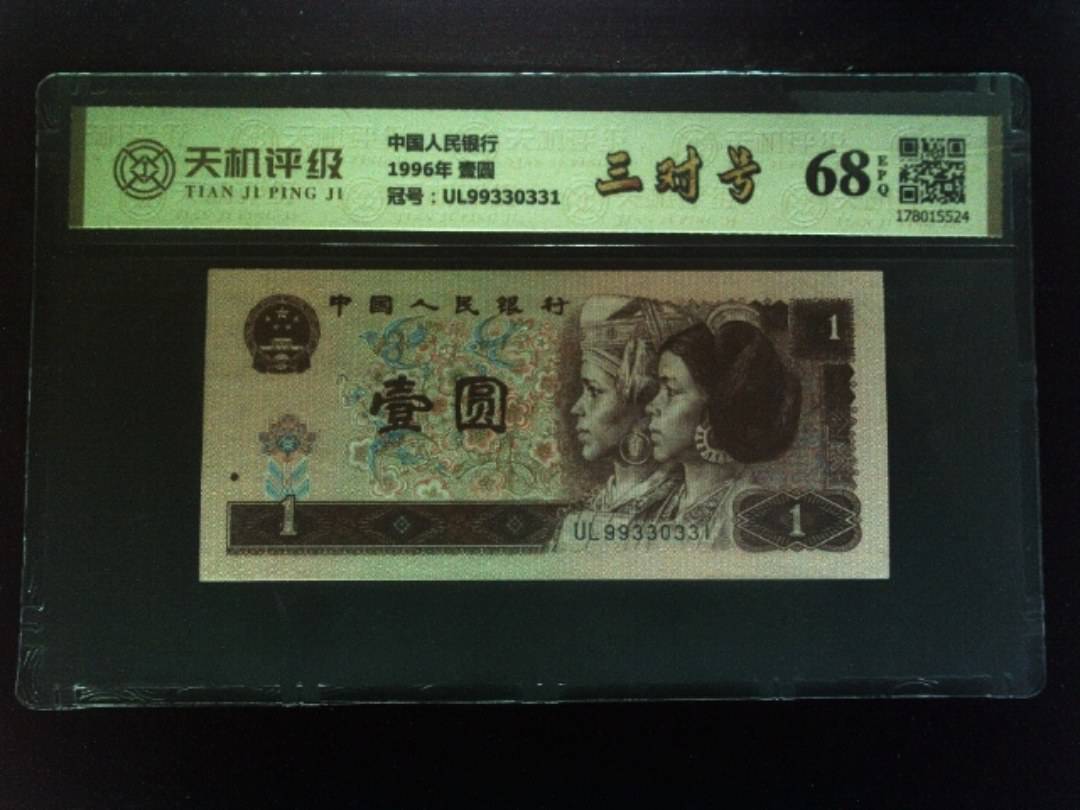 天机评级
TIAN JI PING JI
中国人民银行
1996年 壹圆
冠号：UL99330331
三对号
68
EPQ
178015524
中国人民银行
1
壹圆
1
UL99330331
1